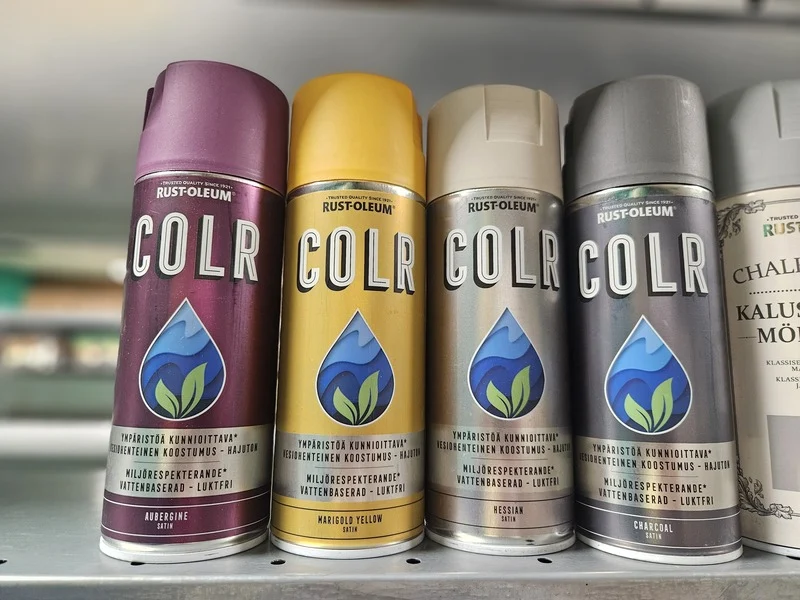 ·TRUSTED QUALITY SINCE 1921·
RUST-OLEUM®
COLR
YMPÄRISTÖÄ KUNNIOITTAVA*
VESIOHENTEINEN KOOSTUMUS - HAJUTON
MILJÖRESPEKTERANDE*
VATTENBASERAD - LUKTFRI
AUBERGINE
SATIN
·TRUSTED QUALITY SINCE 1921·
RUST-OLEUM®
COLR
YMPÄRISTÖÄ KUNNIOITTAVA*
VESIOHENTEINEN KOOSTUMUS - HAJUTON
MILJÖRESPEKTERANDE*
VATTENBASERAD - LUKTFRI
MARIGOLD YELLOW
SATIN
·TRUSTED QUALITY SINCE 1921·
RUST-OLEUM®
COLR
YMPÄRISTÖÄ KUNNIOITTAVA*
VESIOHENTEINEN KOOSTUMUS - HAJUTON
MILJÖRESPEKTERANDE*
VATTENBASERAD - LUKTFRI
HESSIAN
SATIN
·TRUSTED QUALITY SINCE 1921·
RUST-OLEUM®
COLR
YMPÄRISTÖÄ KUNNIOITTAVA*
VESIOHENTEINEN KOOSTUMUS - HAJUTON
MILJÖRESPEKTERANDE*
VATTENBASERAD - LUKTFRI
CHARCOAL
SATIN
·TRUSTED
RUST
CHAL
KALUS